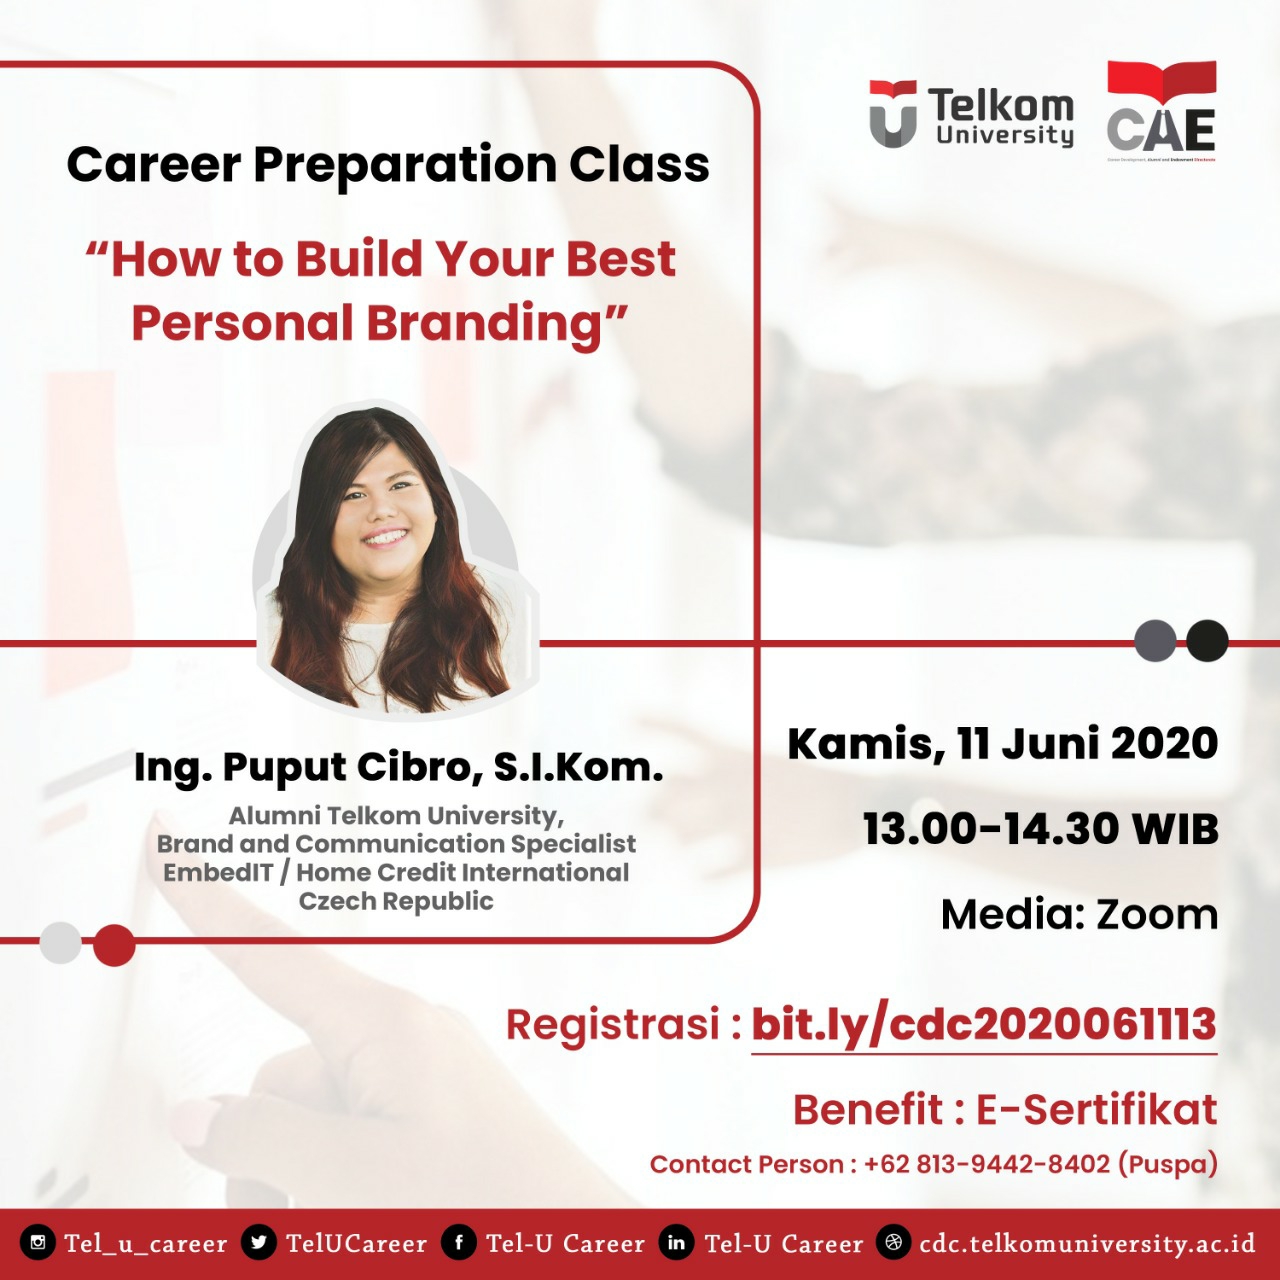 Telkom
University
CAE
Career Preparation Class
“How to Build Your Best
Personal Branding”
Ing. Puput Cibro, S.I.Kom.
Alumni Telkom University,
Brand and Communication Specialist
EmbedIT / Home Credit International
Czech Republic
Kamis, 11 Juni 2020
13.00-14.30 WIB
Media: Zoom
Registrasi : bit.ly/cdc2020061113
Benefit : E-Sertifikat
Contact Person : +62 813-9442-8402 (Puspa)
Tel_u_career TelUCareer Tel-U Career Tel-U Career cdc.telkomuniversity.ac.id